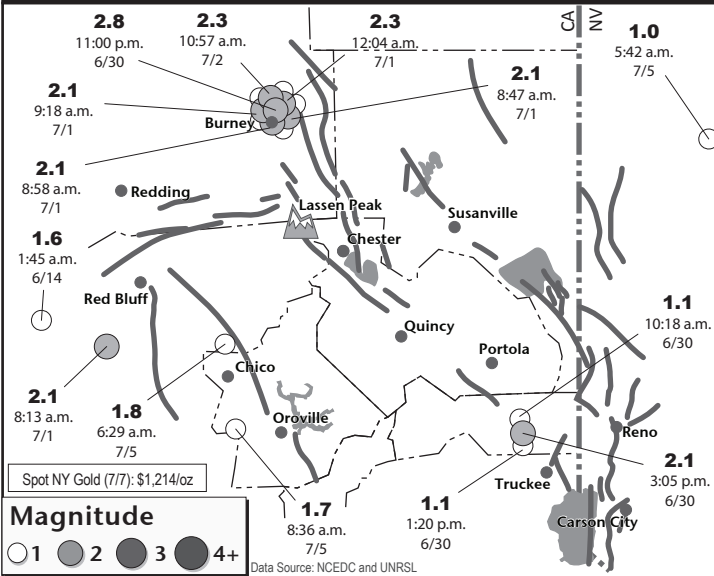 2.8
11:00 p.m.
6/30
2.3
10:57 a.m.
7/2
2.3
12:04 a.m.
7/1
CA
NV
1.0
5:42 a.m.
7/5
2.1
9:18 a.m.
7/1
2.1
8:47 a.m.
7/1
Burney
2.1
8:58 a.m.
7/1
Redding
Lassen Peak
Susanville
Chester
1.6
1:45 a.m.
6/14
Red Bluff
1.1
10:18 a.m.
6/30
Quincy
Portola
Chico
2.1
8:13 a.m.
7/1
1.8
6:29 a.m.
7/5
Oroville
Reno
2.1
3:05 p.m.
6/30
Truckee
Spot NY Gold (7/7): $1,214/oz
1.7
8:36 a.m.
7/5
1.1
1:20 p.m.
6/30
Carson City
Magnitude
1 2 3 4+
Data Source: NCEDC and UNRSL